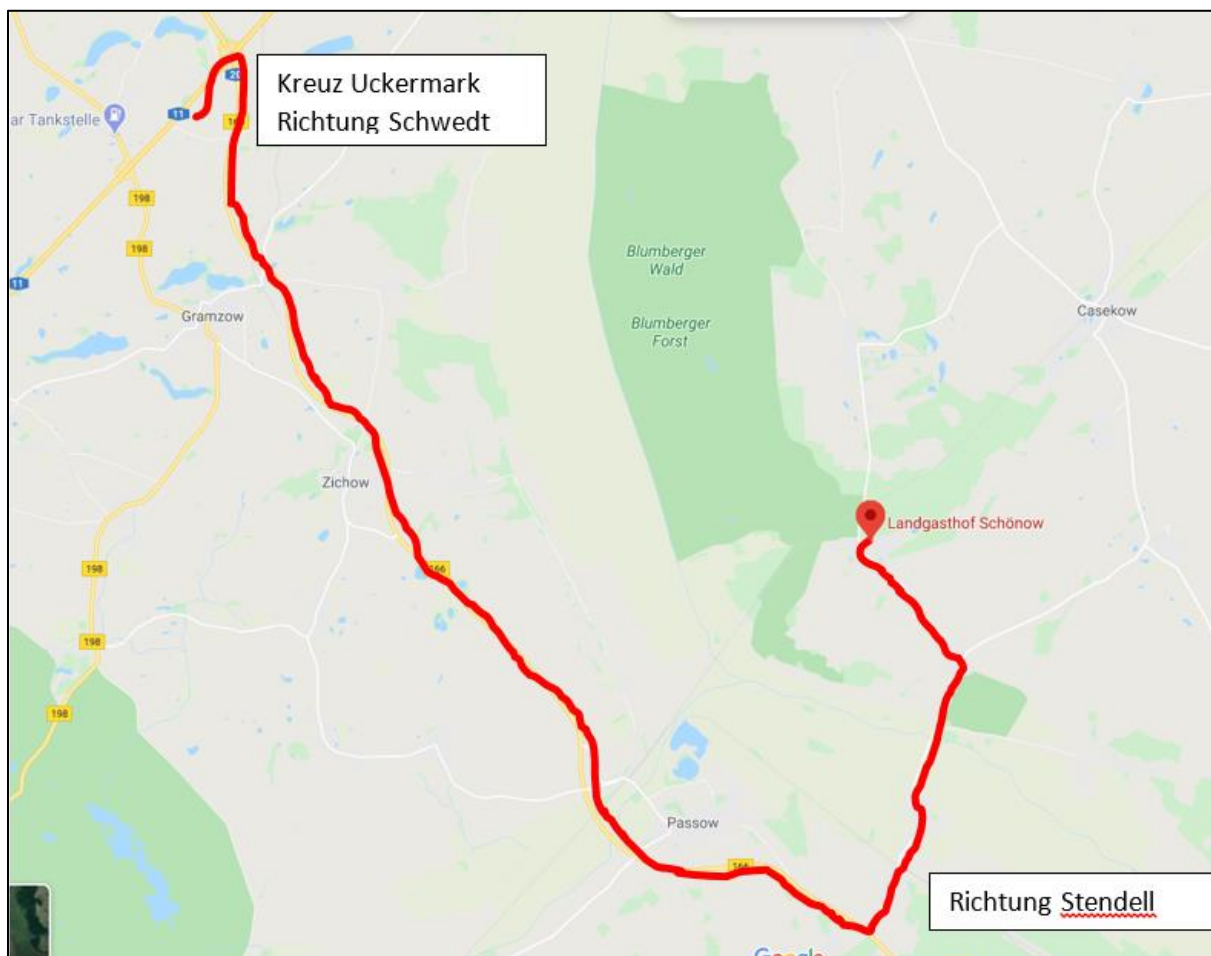 20
Kreuz Uckermark
Richtung Schwedt
ar Tankstelle
11
198
198
11
Gramzow
Blumberger
Wald
Blumberger
Forst
Casekow
Zichow
Landgasthof Schönow
198
166
198
198
Passow
166
Richtung Stendell